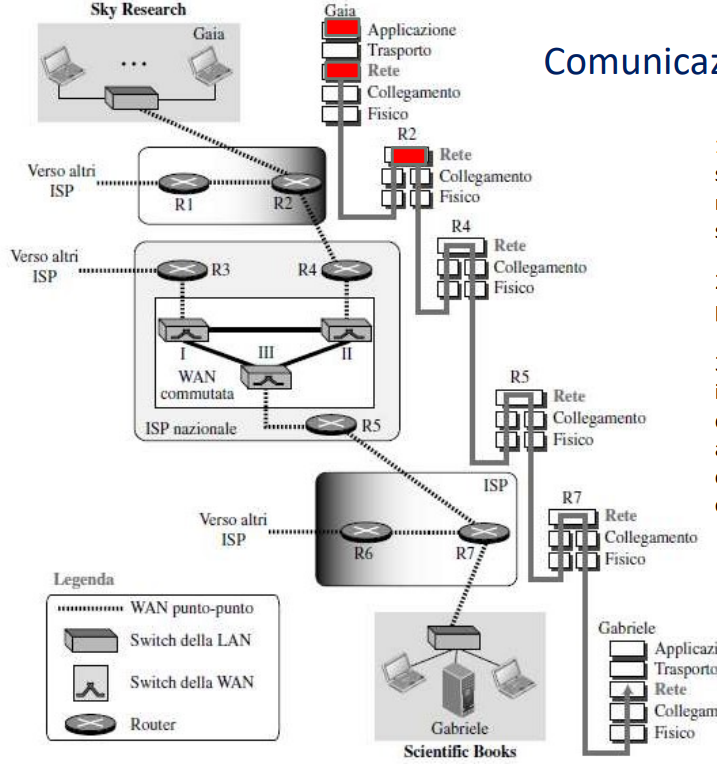 Sky Research
Gaia
Gaia
Applicazione
Trasporto
Rete
Collegamento
Fisico
Comunicaz
R2
Rete
Collegamento
Fisico
Verso altri
ISP
R1
R2
R4
Rete
Collegamento
Fisico
Verso altri
ISP
R3
R4
I
III
II
WAN
commutata
ISP nazionale
R5
R5
Rete
Collegamento
Fisico
ISP
Verso altri
ISP
R6
R7
R7
Rete
Collegamento
Fisico
Legenda
WAN punto-punto
Switch della LAN
Switch della WAN
Router
Gabriele
Scientific Books
Gabriele
Applicazi
Trasporto
Rete
Collegam
Fisico